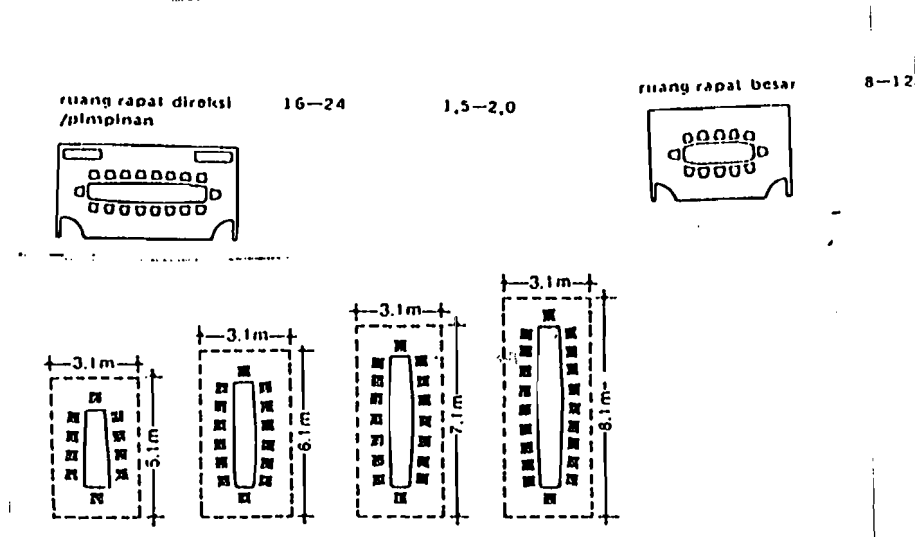 ruang rapat direksi 16—24 1,5—2,0 ruang rapat besar 8—12
/pimpinan
3.1m 3.1m 3.1m 3.1m
5.1m 6.1m 7.1m 8.1m